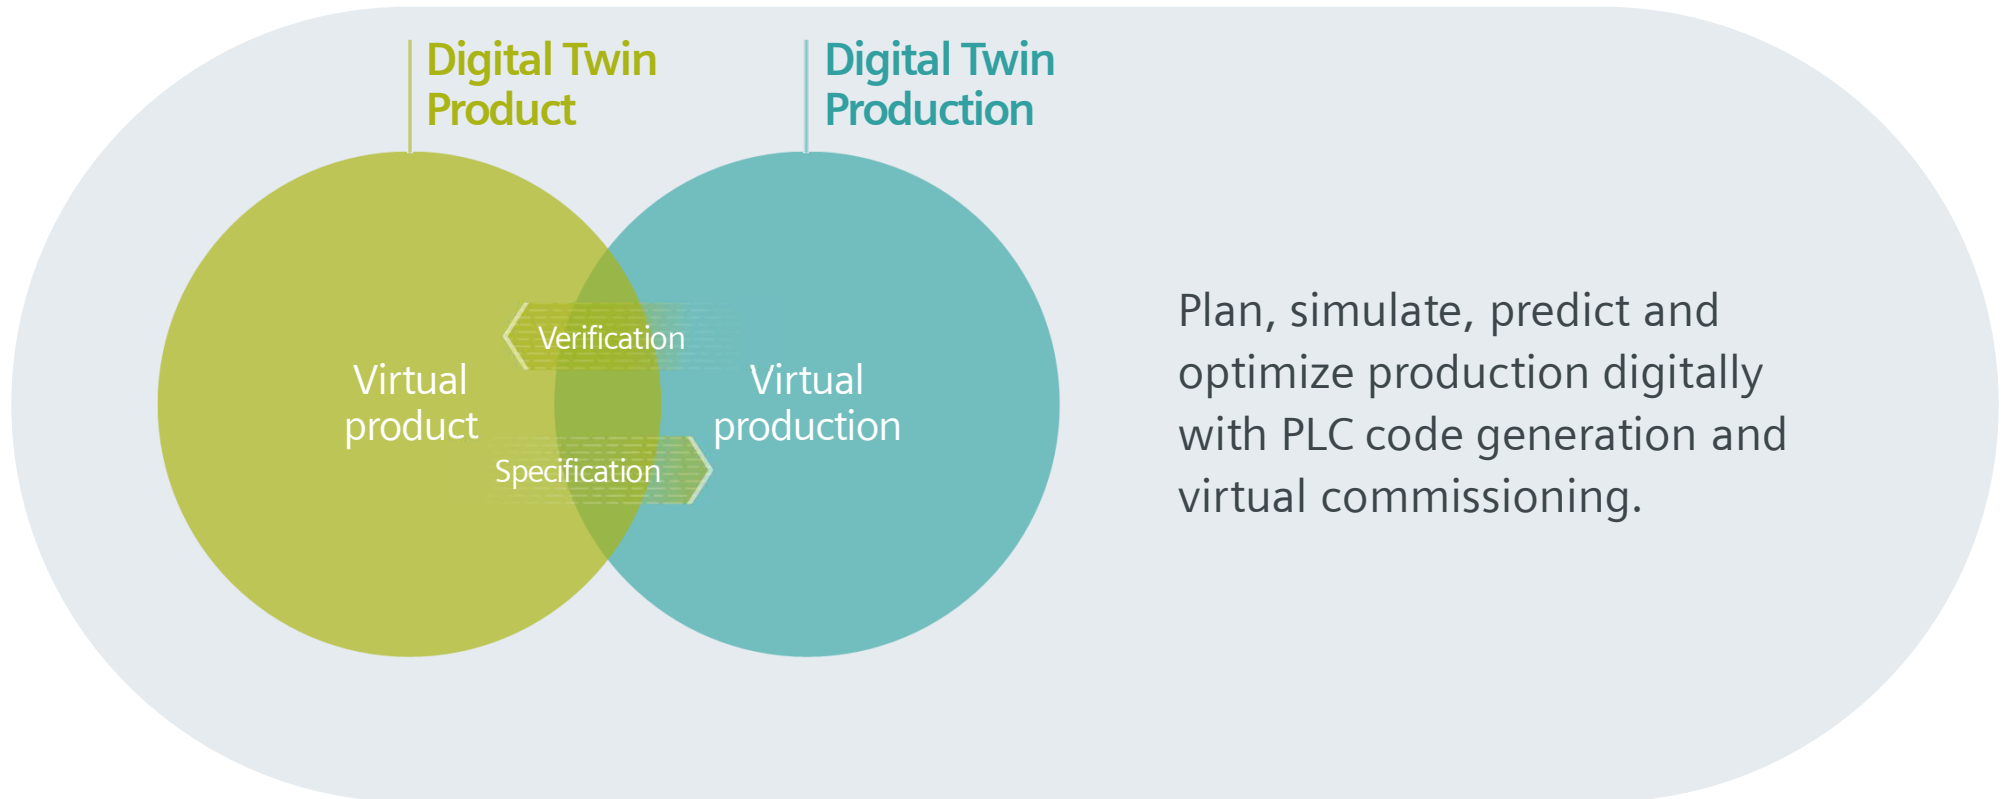 Digital Twin
Product
Digital Twin
Production
Verification
Virtual
product
Virtual
production
Specification
Plan, simulate, predict and
optimize production digitally
with PLC code generation and
virtual commissioning.